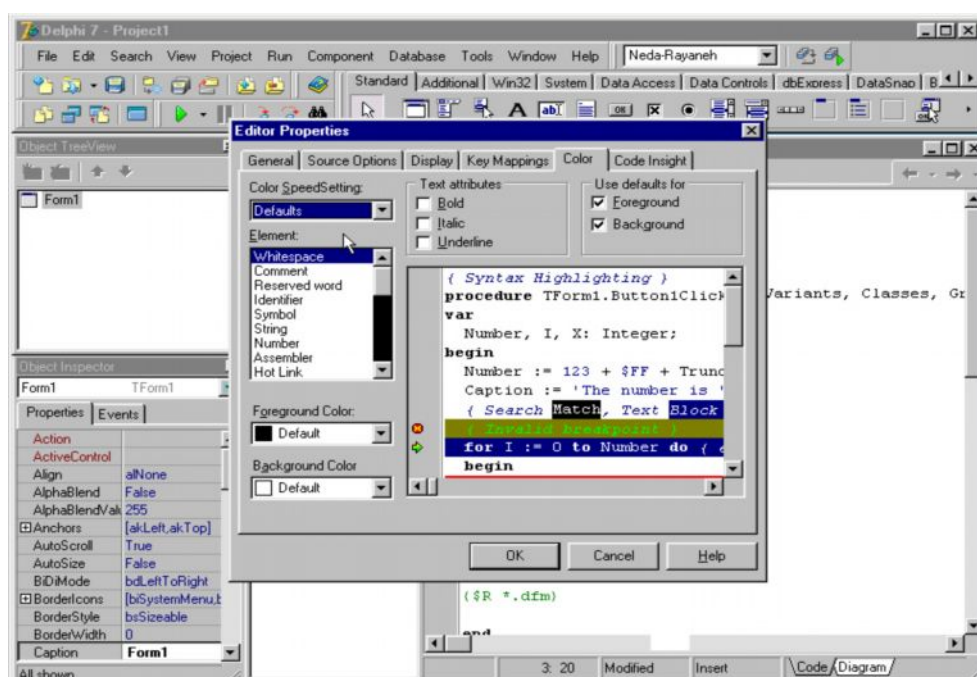 Delphi 7 - Project1
File Edit Search View Project Run Component Database Tools Window Help Neda-Rayaneh
Standard Additional Win32 System Data Access Data Controls dbExpress DataSnap B
Object TreeView
Form1
Editor Properties
General Source Options Display Key Mappings Color Code Insight
Color SpeedSetting:
Defaults
Element:
Whitespace
Comment
Reserved word
Identifier
Symbol
String
Number
Assembler
Hot Link
Foreground Color:
Default
Background Color
Default
Text attributes
Bold
Italic
Underline
Use defaults for
Foreground
Background
{ Syntax Highlighting }
procedure TForm1.Button1Click
var
Number, I, X: Integer;
begin
Number := 123 + $FF + Trunc
Caption := 'The number is '
{ Search Match, Text Block
{ Invalid breakpoint }
for I := 0 to Number do {
begin
OK Cancel Help
Variants, Classes, Gr
Object Inspector
Form1 TForm1
Properties Events
Action
ActiveControl
Align alNone
AlphaBlend False
AlphaBlendValu 255
Anchors [akLeft,akTop]
AutoScroll True
AutoSize False
BiDiMode bdLeftToRight
BorderIcons [biSystemMenu,b
BorderStyle bsSizeable
BorderWidth 0
Caption Form1
All shown
{$R *.dfm}
end
3: 20 Modified Insert Code Diagram